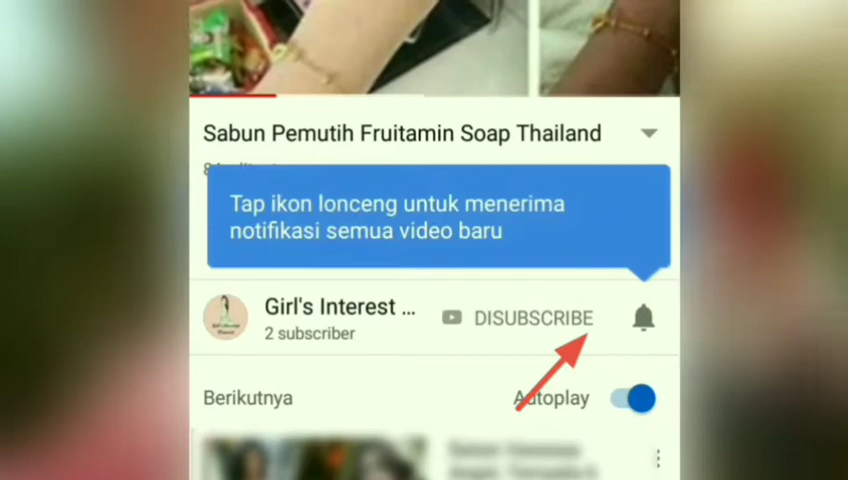 Sabun Pemutih Fruitamin Soap Thailand
Tap ikon lonceng untuk menerima
notifikasi semua video baru
Girl's Interest ...
DISUBSCRIBE
2 subscriber
Berikutnya
Autoplay